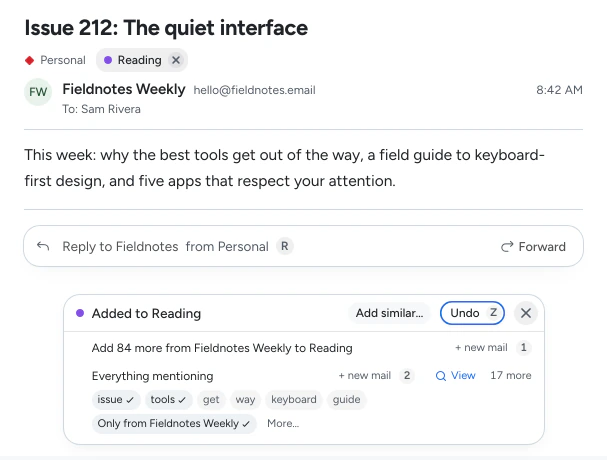 Issue 212: The quiet interface
Personal Reading
FW Fieldnotes Weekly hello@fieldnotes.email 8:42 AM
To: Sam Rivera
This week: why the best tools get out of the way, a field guide to keyboard-
first design, and five apps that respect your attention.
Reply to Fieldnotes from Personal R Forward
Added to Reading Add similar... Undo Z
Add 84 more from Fieldnotes Weekly to Reading + new mail 1
Everything mentioning + new mail 2 View 17 more
issue tools get way keyboard guide
Only from Fieldnotes Weekly More...